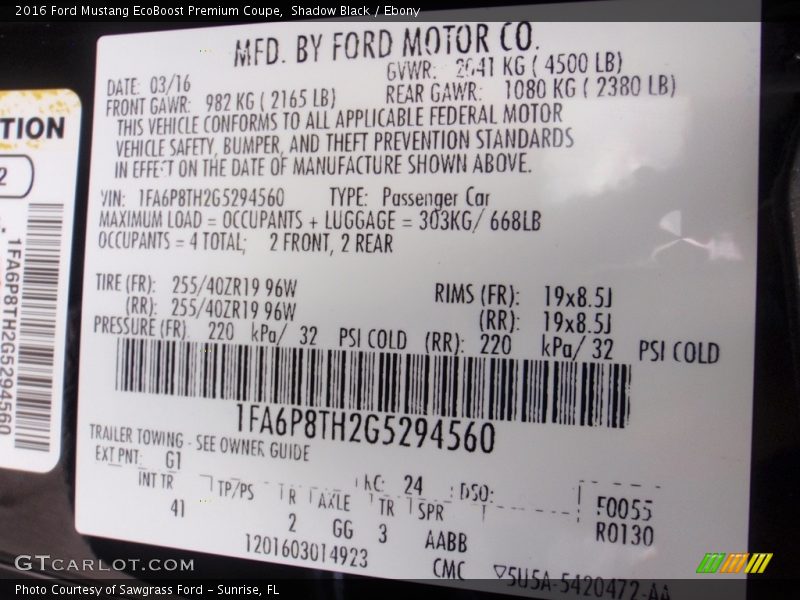 2016 Ford Mustang EcoBoost Premium Coupe,  Shadow Black / Ebony
MFD. BY FORD MOTOR CO.
DATE: 03/16
GVWR: 2041 KG ( 4500 LB)
FRONT GAWR: 982 KG ( 2165 LB)
REAR GAWR: 1080 KG ( 2380 LB)
THIS VEHICLE CONFORMS TO ALL APPLICABLE FEDERAL MOTOR
VEHICLE SAFETY, BUMPER, AND THEFT PREVENTION STANDARDS
IN EFFECT ON THE DATE OF MANUFACTURE SHOWN ABOVE.
VIN: 1FA6P8TH2G5294560 TYPE: Passenger Car
MAXIMUM LOAD = OCCUPANTS + LUGGAGE = 303KG/ 668LB
OCCUPANTS = 4 TOTAL; 2 FRONT, 2 REAR
TIRE (FR): 255/40ZR19 96W RIMS (FR): 19x8.5J
(RR): 255/40ZR19 96W (RR): 19x8.5J
PRESSURE (FR) 220 kPa/ 32 PSI COLD (RR): 220 kPa/ 32 PSI COLD
1FA6P8TH2G5294560
TRAILER TOWING - SEE OWNER GUIDE
EXT PNT: G1 RC: 24 DSO: F0055
INT TR TP/PS R AXLE TR SPR R0130
41 2 GG 3 AABB
1201603014923 CMC ▽5U5A-5420472-AA
TION
2
1FA6P8TH2G5294560
GTCARLOT.COM
Photo Courtesy of Sawgrass Ford – Sunrise, FL